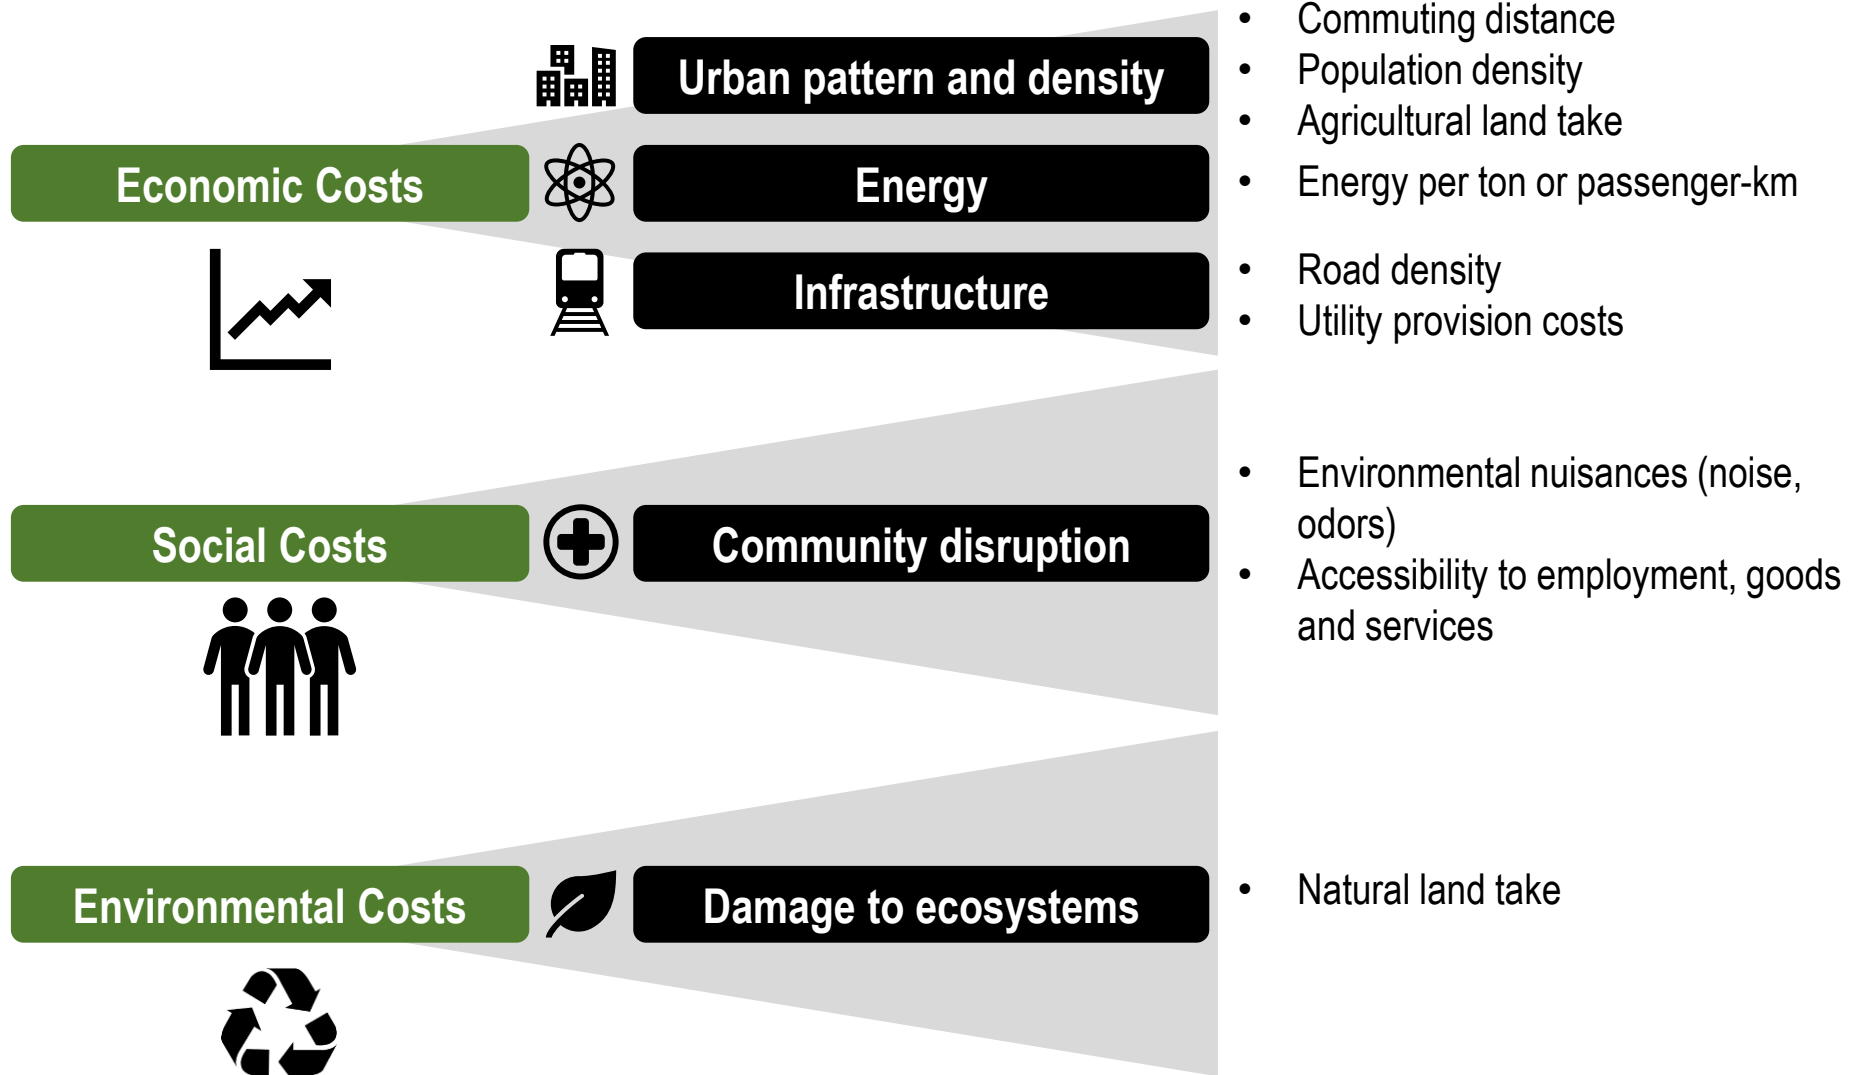 Economic Costs
Urban pattern and density
• Commuting distance
• Population density
• Agricultural land take
Energy
• Energy per ton or passenger-km
Infrastructure
• Road density
• Utility provision costs
Social Costs
Community disruption
• Environmental nuisances (noise,
odors)
• Accessibility to employment, goods
and services
Environmental Costs
Damage to ecosystems
• Natural land take